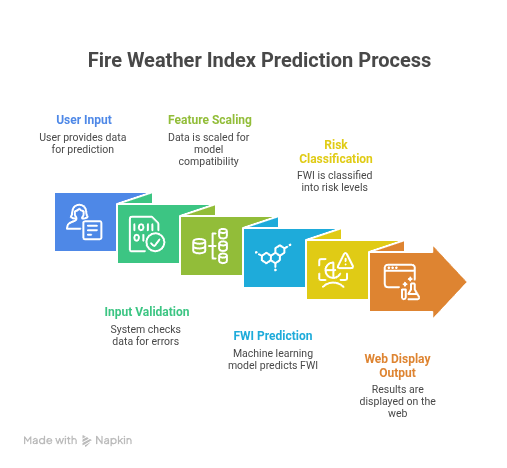 Fire Weather Index Prediction Process
User Input
User provides data
for prediction
Feature Scaling
Data is scaled for
model
compatibility
Risk
Classification
FWI is classified
into risk levels
Input Validation
System checks
data for errors
FWI Prediction
Machine learning
model predicts FWI
Web Display
Output
Results are
displayed on the
web
Made with Napkin